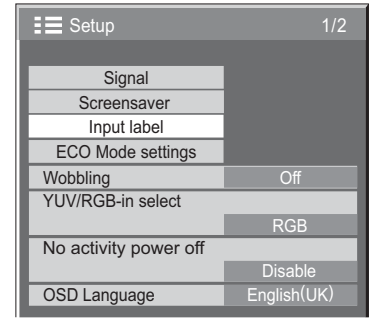 Setup 1/2
Signal
Screensaver
Input label
ECO Mode settings
Wobbling Off
YUV/RGB-in select
RGB
No activity power off
Disable
OSD Language English(UK)